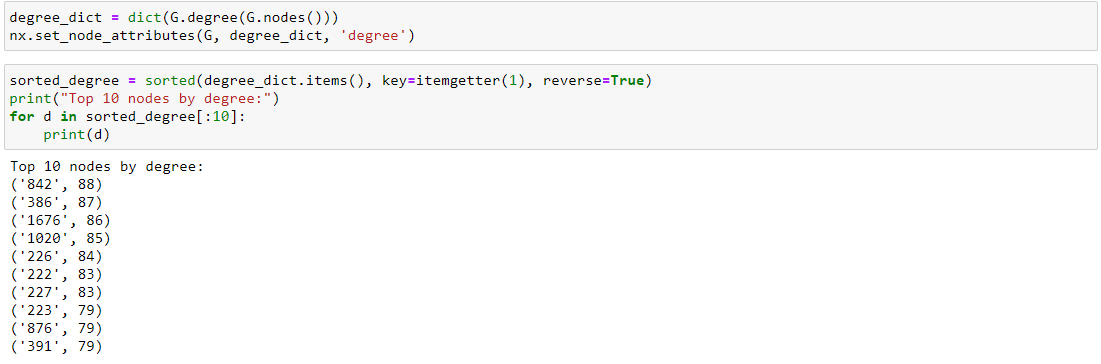 degree_dict = dict(G.degree(G.nodes()))
nx.set_node_attributes(G, degree_dict, 'degree')
sorted_degree = sorted(degree_dict.items(), key=itemgetter(1), reverse=True)
print("Top 10 nodes by degree:")
for d in sorted_degree[:10]:
    print(d)
Top 10 nodes by degree:
('842', 88)
('386', 87)
('1676', 86)
('1020', 85)
('226', 84)
('222', 83)
('227', 83)
('223', 79)
('876', 79)
('391', 79)